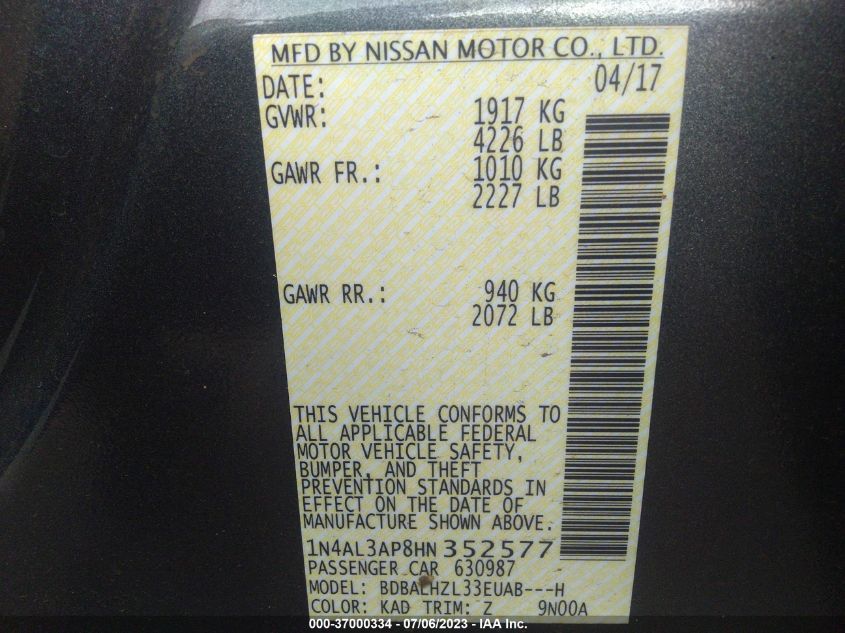 MFD BY NISSAN MOTOR CO., LTD.
DATE: 04/17
GVWR: 1917 KG
4226 LB
GAWR FR.: 1010 KG
2227 LB
GAWR RR.: 940 KG
2072 LB
THIS VEHICLE CONFORMS TO
ALL APPLICABLE FEDERAL
MOTOR VEHICLE SAFETY,
BUMPER, AND THEFT
PREVENTION STANDARDS IN
EFFECT ON THE DATE OF
MANUFACTURE SHOWN ABOVE.
1N4AL3AP8HN352577
PASSENGER CAR 630987
MODEL: BDBALHZL33EUAB---H
COLOR: KAD TRIM: Z 9N00A
000-37000334 - 07/06/2023 - IAA Inc.